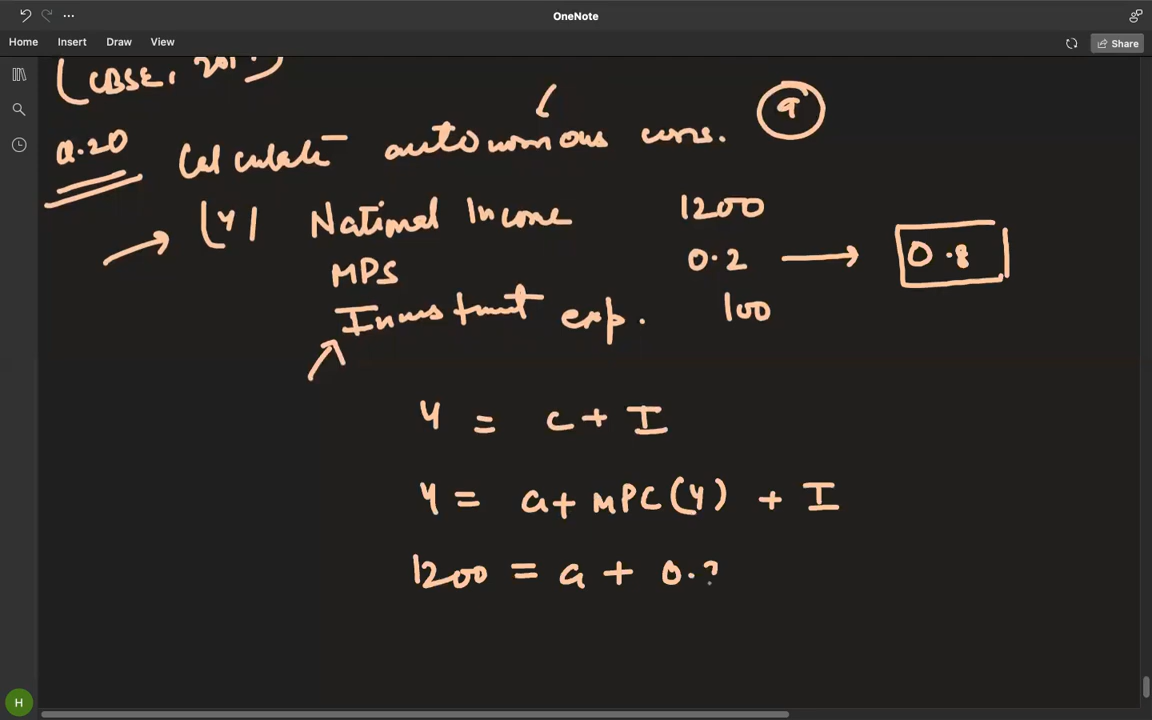 OneNote
Home Insert Draw View Share
(CBSE,
Q.20 Calculate autonomous cons. a
(Y) National Income 1200
MPS 0.2 → 0.8
Investment exp. 100
Y = C + I
Y = a + MPC(Y) + I
1200 = a + 0.
H